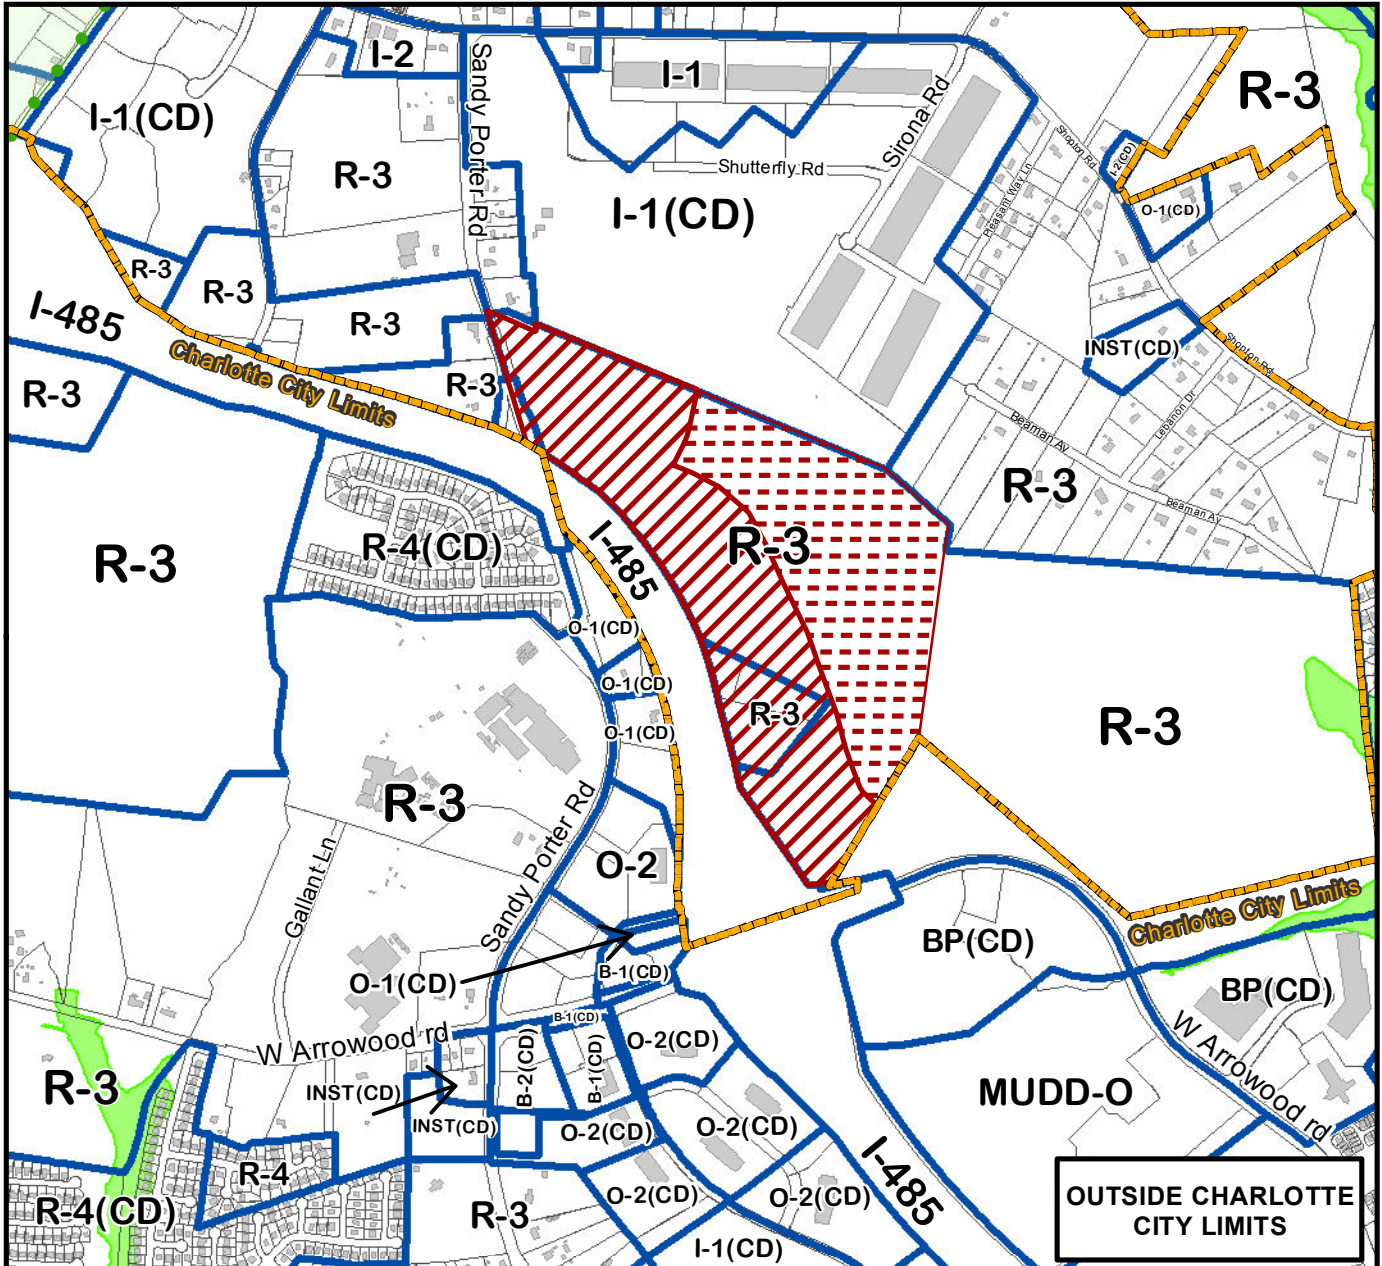 I-2
I-1
R-3
I-1(CD)
Sandy Porter Rd
Sirona Rd
Shopton Rd
I-2(CD)
R-3
Shutterfly Rd
Pleasant Way Ln
I-1(CD)
O-1(CD)
R-3
R-3
I-485
R-3
INST(CD)
Shopton Rd
Charlotte City Limits
R-3
R-3
Lebanon Dr
Beaman Av
R-3
Beaman Av
R-3
R-4(CD)
I-485
R-3
O-1(CD)
O-1(CD)
R-3
O-1(CD)
R-3
R-3
Sandy Porter Rd
O-2
Gallant Ln
Charlotte City Limits
BP(CD)
O-1(CD)
B-1(CD)
BP(CD)
B-1(CD)
W Arrowood rd
O-2(CD)
B-2(CD)
B-1(CD)
W Arrowood rd
R-3
INST(CD)
MUDD-O
INST(CD)
O-2(CD)
O-2(CD)
R-4
I-485
O-2(CD)
O-2(CD)
R-4(CD)
R-3
I-1(CD)
OUTSIDE CHARLOTTE
CITY LIMITS